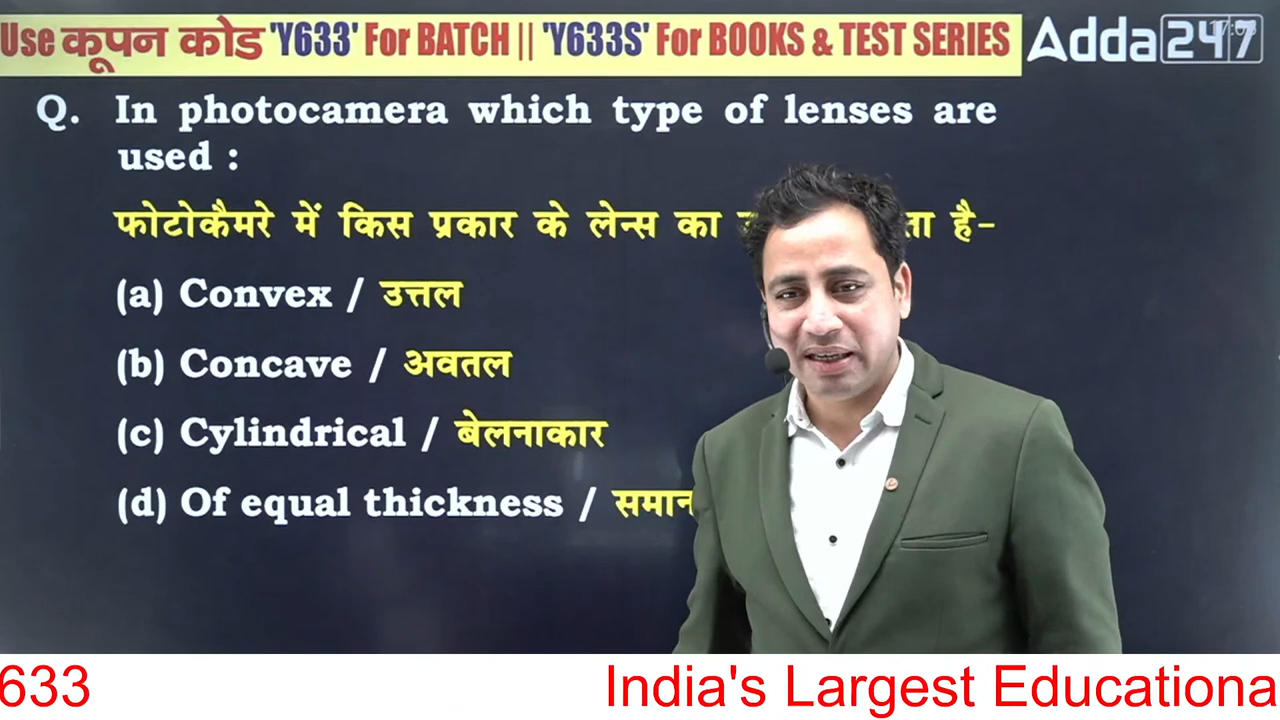 Use कूपन कोड 'Y633' For BATCH || 'Y633S' For BOOKS & TEST SERIES
Adda247
Q. In photocamera which type of lenses are
used :
फोटोकैमरे में किस प्रकार के लेन्स का है-
(a) Convex / उत्तल
(b) Concave / अवतल
(c) Cylindrical / बेलनाकार
(d) Of equal thickness / समान
633 India's Largest Educationa